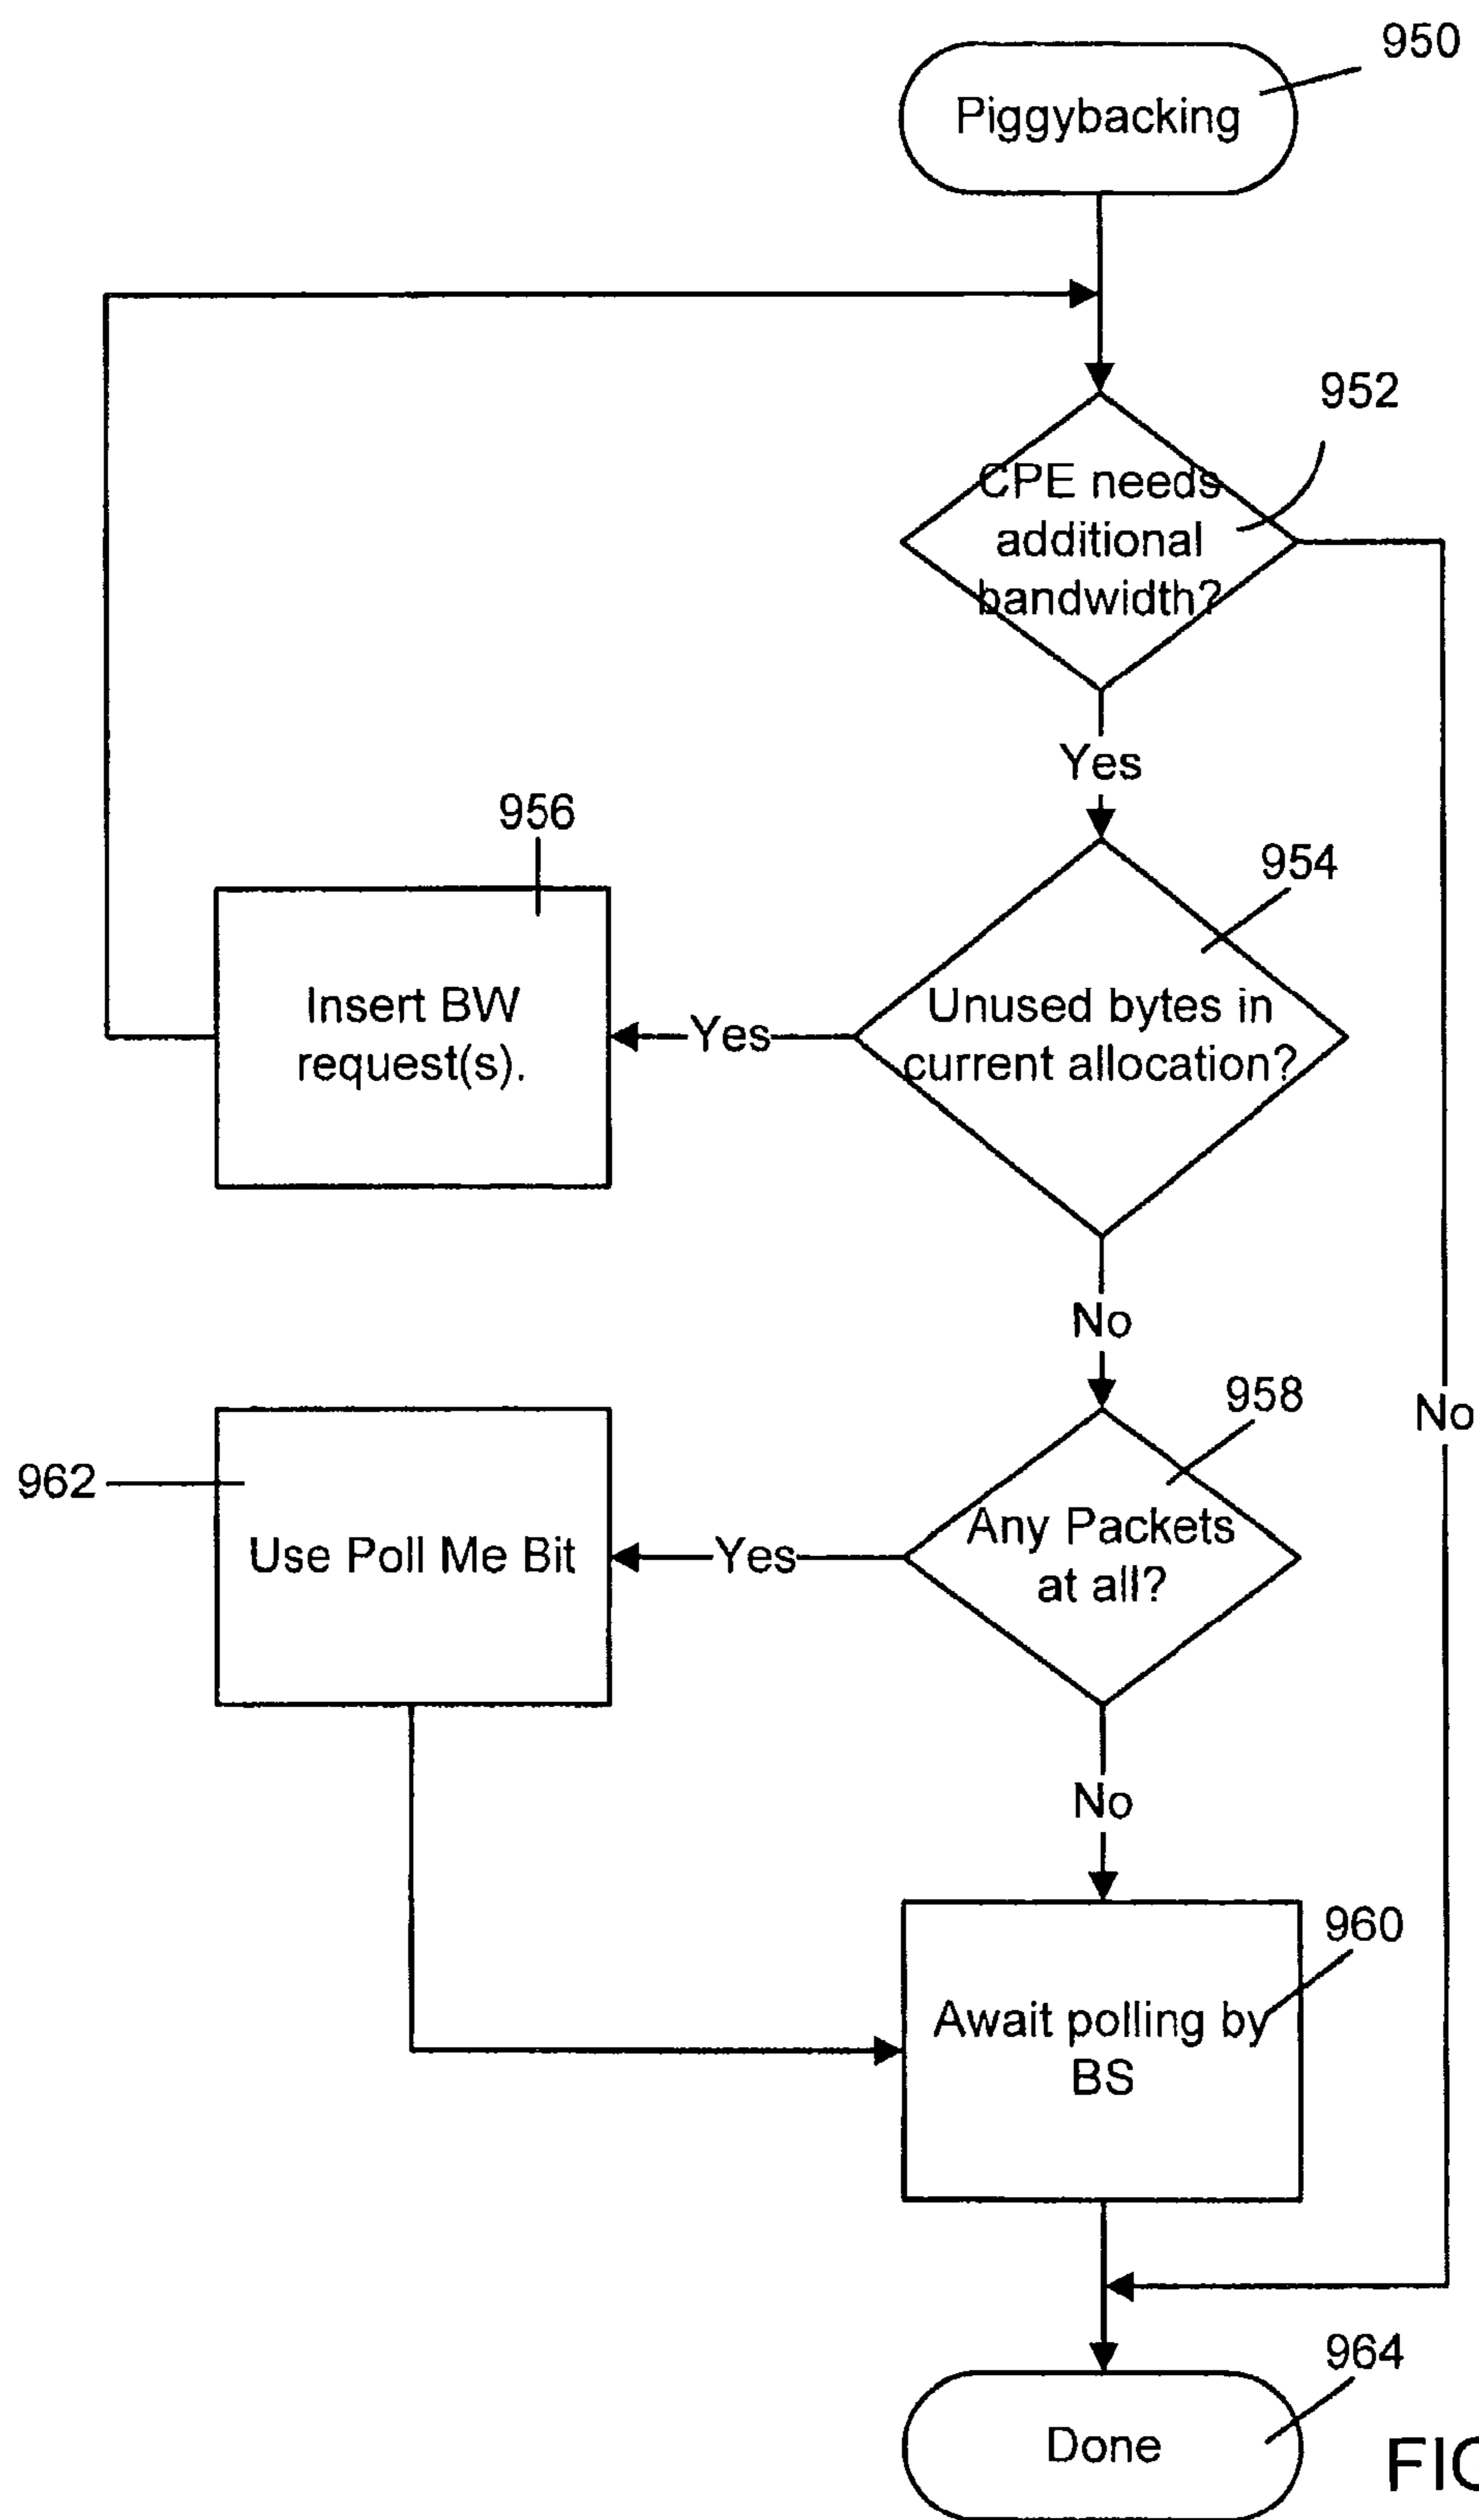 950
Piggybacking
952
CPE needs
additional
bandwidth?
Yes
956
954
Insert BW
request(s).
Yes
Unused bytes in
current allocation?
No
958
No
962
Use Poll Me Bit
Yes
Any Packets
at all?
No
960
Await polling by
BS
964
Done